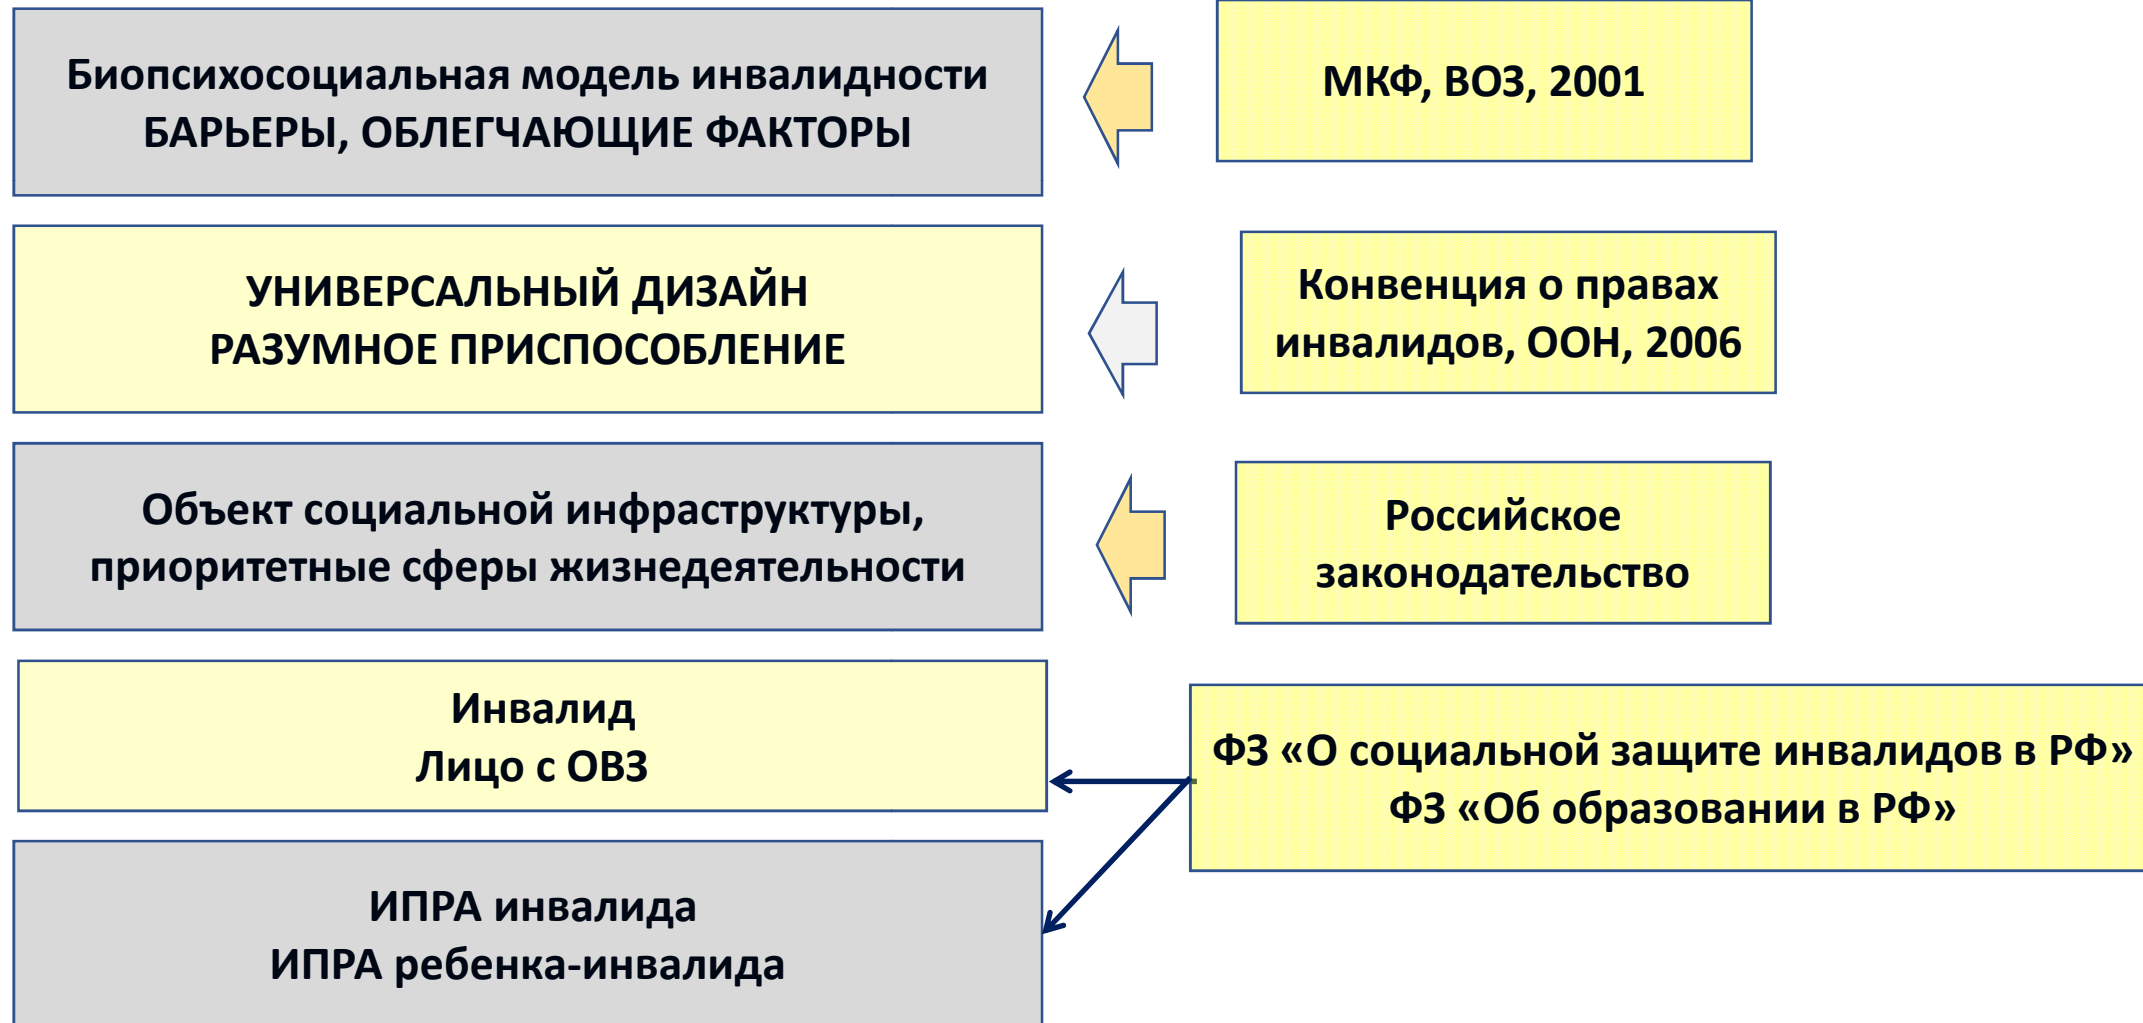 Биопсихосоциальная модель инвалидности
БАРЬЕРЫ, ОБЛЕГЧАЮЩИЕ ФАКТОРЫ
МКФ, ВОЗ, 2001
УНИВЕРСАЛЬНЫЙ ДИЗАЙН
РАЗУМНОЕ ПРИСПОСОБЛЕНИЕ
Конвенция о правах
инвалидов, ООН, 2006
Объект социальной инфраструктуры,
приоритетные сферы жизнедеятельности
Российское
законодательство
Инвалид
Лицо с ОВЗ
ФЗ «О социальной защите инвалидов в РФ»
ФЗ «Об образовании в РФ»
ИПРА инвалида
ИПРА ребенка-инвалида